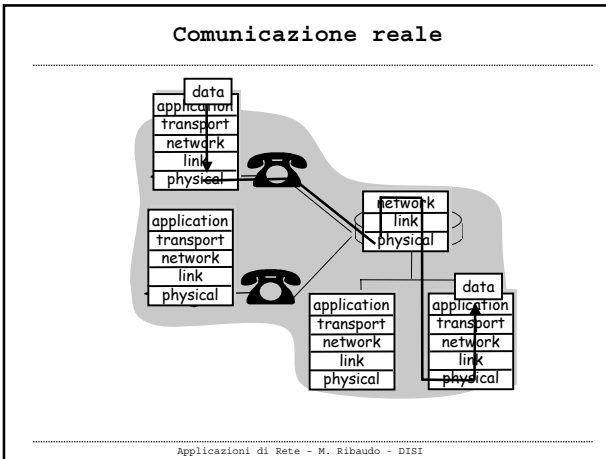 Comunicazione reale
data
application
transport
network
link
physical
application
transport
network
link
physical
network
link
physical
application
transport
network
link
physical
data
application
transport
network
link
physical
Applicazioni di Rete - M. Ribaudo - DISI